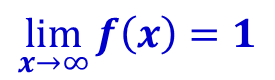 lim f(x) = 1
x→∞